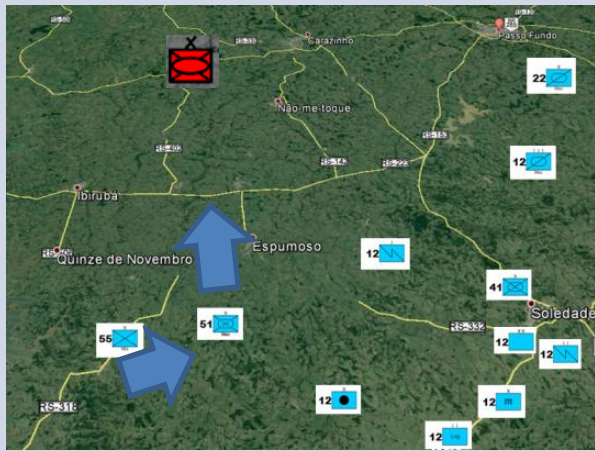 Carazinho
Passo Fundo
22
Não-me-toque
RS-153
12
RS-142
RS-223
Ibirubá
Espumoso
Quinze de Novembro
12
41
Soledade
55
51
RS-332
12
12
RS-318
12
12
m
12
Log